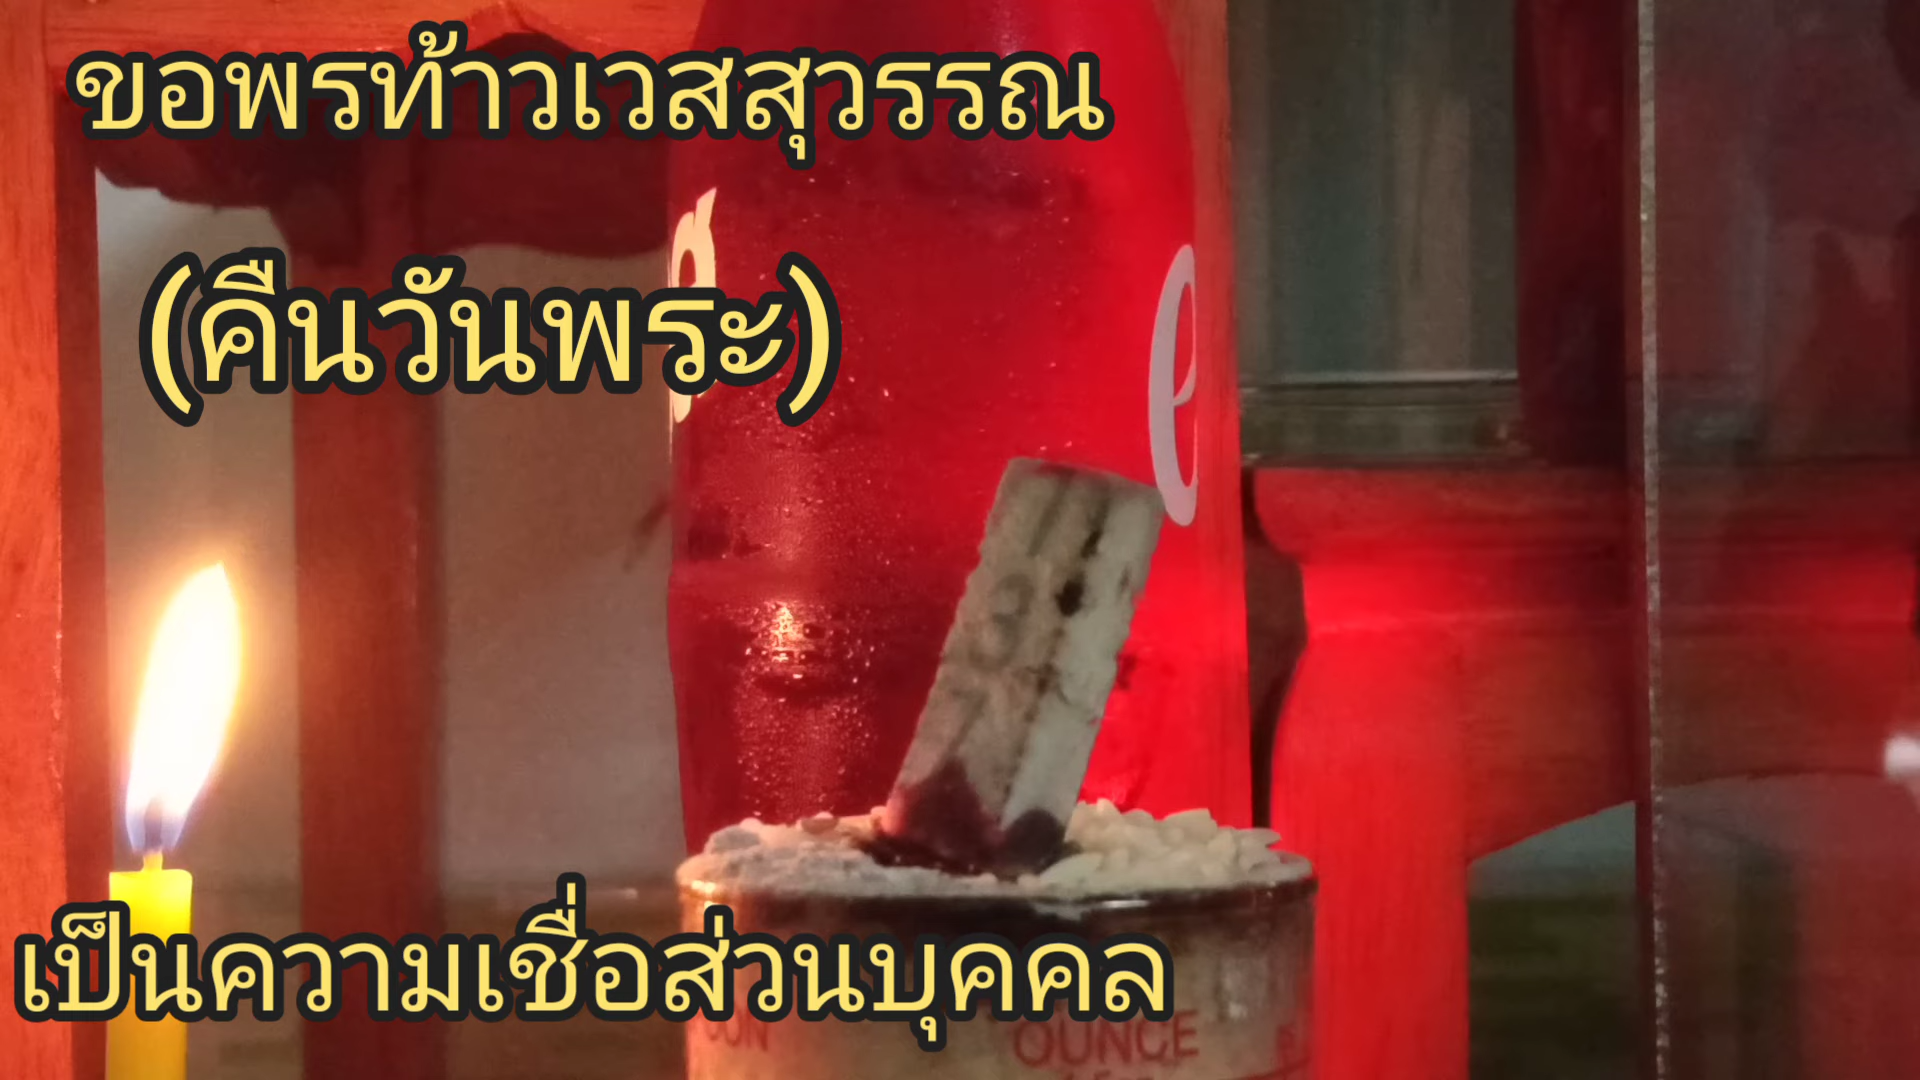 ขอพรท้าวเวสสุวรรณ
(คืนวันพระ)
e
เป็นความเชื่อส่วนบุคคล
OUNCE